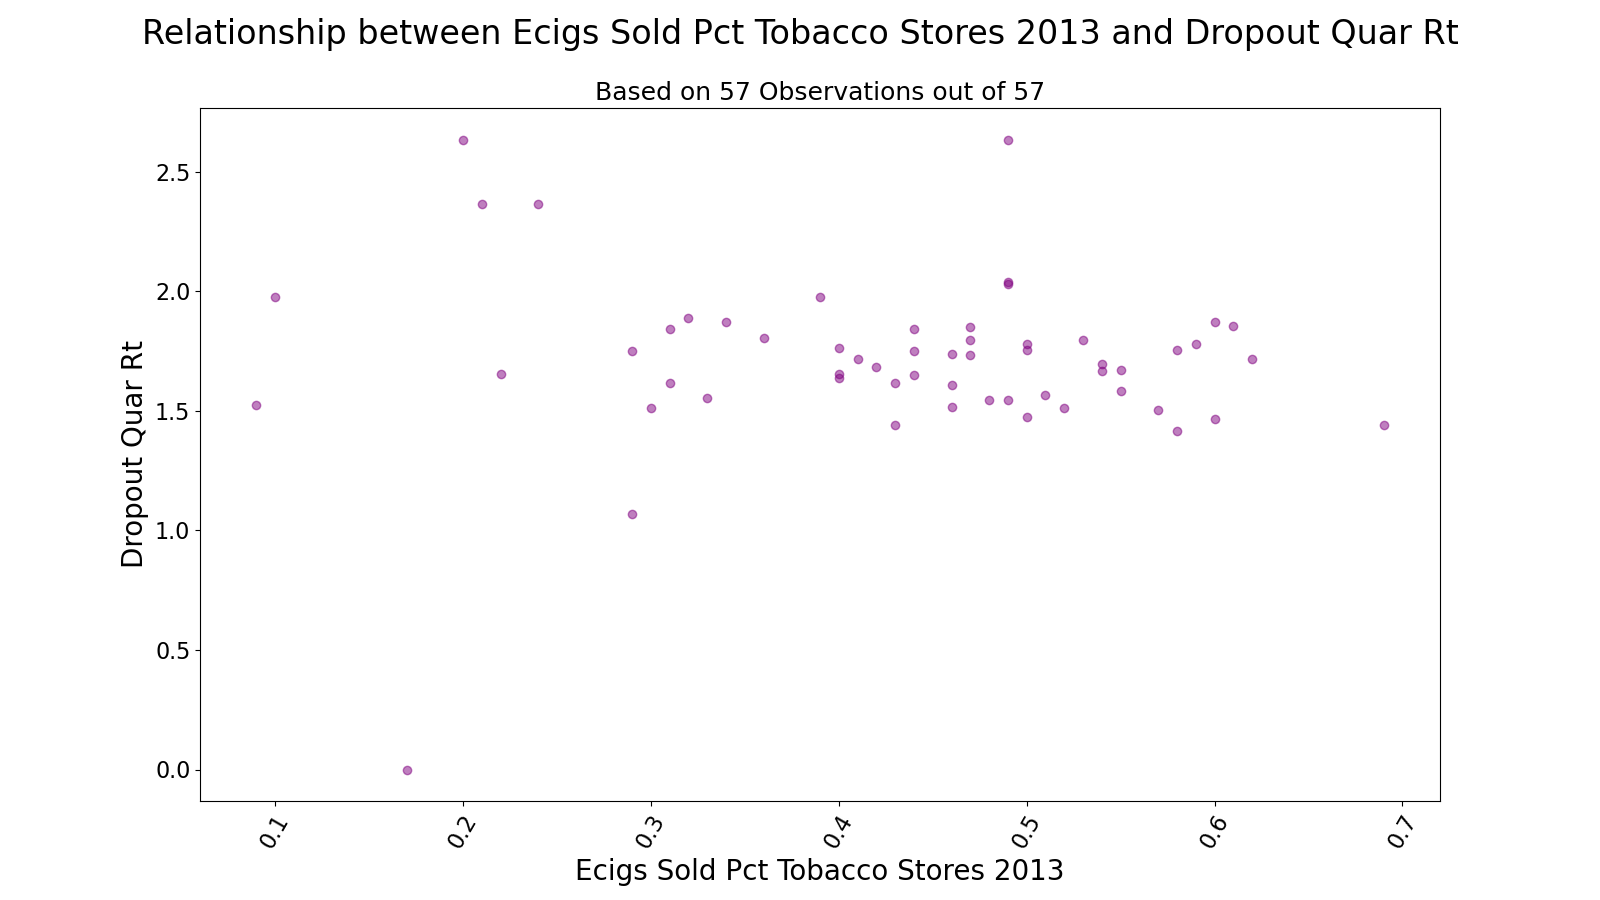 Relationship between Ecigs Sold Pct Tobacco Stores 2013 and Dropout Quar Rt
Based on 57 Observations out of 57
Dropout Quar Rt
2.5
2.0
1.5
1.0
0.5
0.0
0.1 0.2 0.3 0.4 0.5 0.6 0.7
Ecigs Sold Pct Tobacco Stores 2013